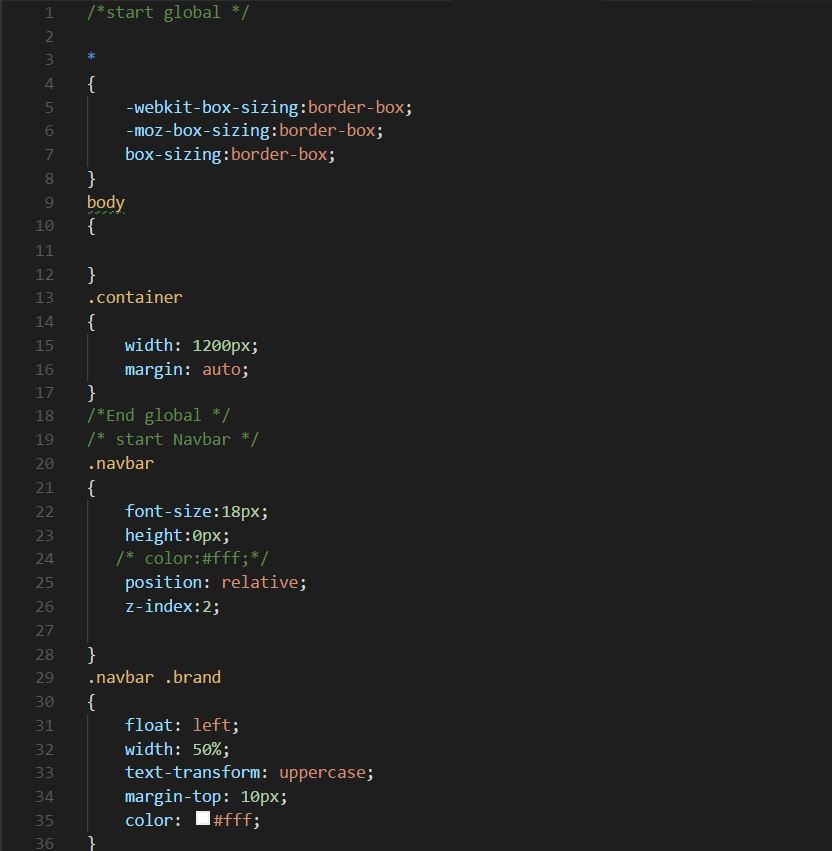 1 /*start global */
2
3 *
4 {
5 -webkit-box-sizing:border-box;
6 -moz-box-sizing:border-box;
7 box-sizing:border-box;
8 }
9 body
10 {
11
12 }
13 .container
14 {
15 width: 1200px;
16 margin: auto;
17 }
18 /*End global */
19 /* start Navbar */
20 .navbar
21 {
22 font-size:18px;
23 height:0px;
24 /* color:#fff;*/
25 position: relative;
26 z-index:2;
27
28 }
29 .navbar .brand
30 {
31 float: left;
32 width: 50%;
33 text-transform: uppercase;
34 margin-top: 10px;
35 color: #fff;
36 }